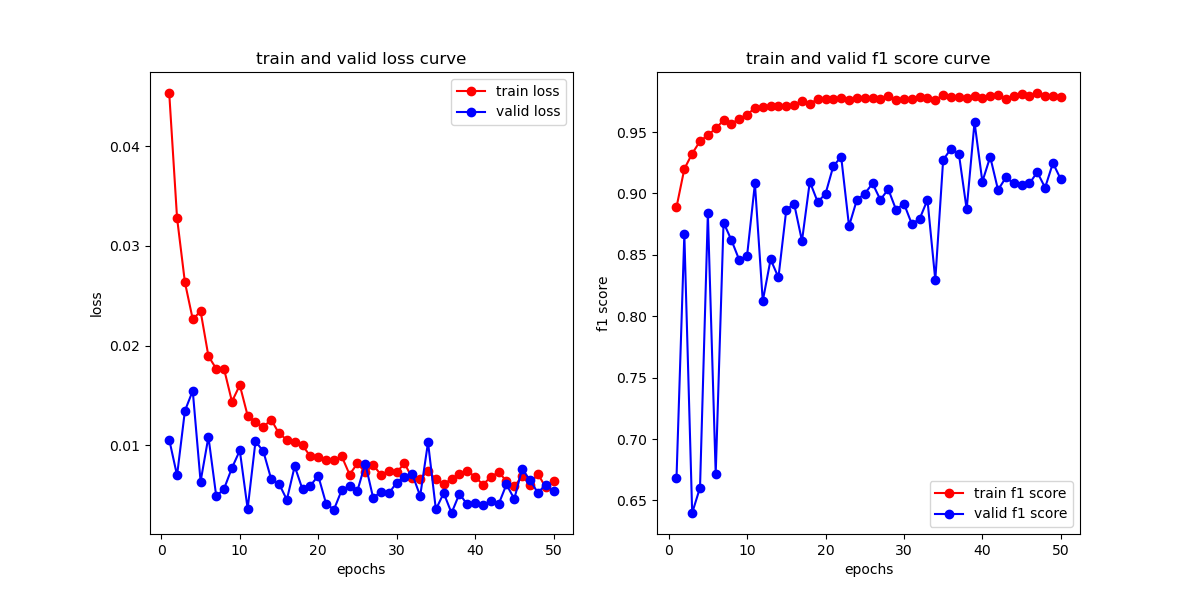 train and valid loss curve
train loss
valid loss
0.04
0.03
0.02
0.01
loss
0 10 20 30 40 50
epochs
train and valid f1 score curve
0.95
0.90
0.85
0.80
0.75
0.70
0.65
f1 score
train f1 score
valid f1 score
0 10 20 30 40 50
epochs